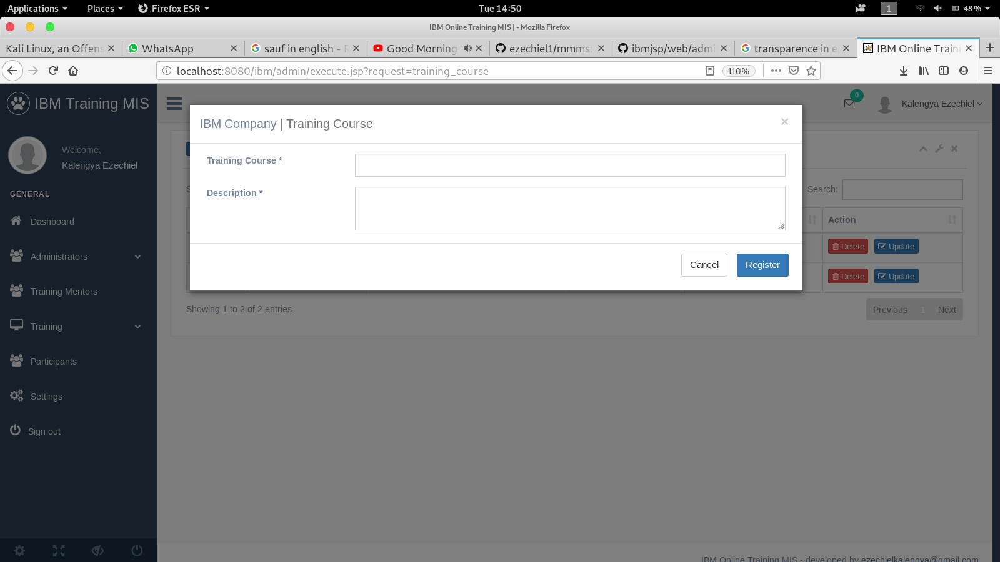 Applications Places Firefox ESR Tue 14:50 1 48 %
IBM Online Training MIS | - Mozilla Firefox
Kali Linux, an Offens WhatsApp sauf in english - Good Morning ezechiel1/mmms: ibmjsp/web/admi transparence in e IBM Online Traini
localhost:8080/ibm/admin/execute.jsp?request=training_course 110%
IBM Training MIS
0
Kalengya Ezechiel
IBM Company | Training Course ×
Welcome,
Kalengya Ezechiel
Training Course *
Description *
Cancel Register
Search:
Action
Delete Update
Delete Update
Showing 1 to 2 of 2 entries
Previous 1 Next
GENERAL
Dashboard
Administrators
Training Mentors
Training
Participants
Settings
Sign out
IBM Online Training MIS - developed by ezechielkalengya@gmail.com